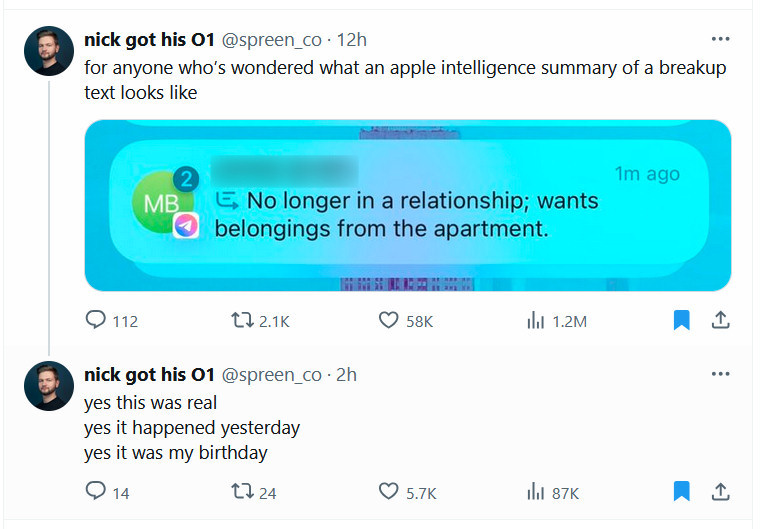 nick got his O1 @spreen_co · 12h
for anyone who's wondered what an apple intelligence summary of a breakup
text looks like
MB
2
1m ago
No longer in a relationship; wants
belongings from the apartment.
112 2.1K 58K 1.2M
nick got his O1 @spreen_co · 2h
yes this was real
yes it happened yesterday
yes it was my birthday
14 24 5.7K 87K